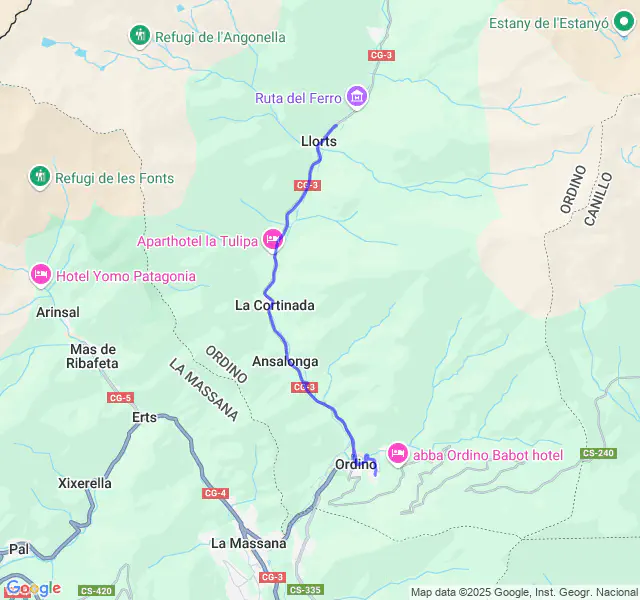 Refugi de l'Angonella
Estany de l'Estanyó
CG-3
Ruta del Ferro
Llorts
ORDINO
CANILLO
Refugi de les Fonts
CG-3
Aparthotel la Tulipa
Hotel Yomo Patagonia
Arinsal
La Cortinada
Mas de
Ribafeta
ORDINO
LA MASSANA
Ansalonga
CG-3
CG-5
Erts
Ordino
abba Ordino Babot hotel
CS-240
Xixerella
CG-4
La Massana
Pal
CG-3
CS-420
CS-335
Google
Map data ©2025 Google, Inst. Geogr. Nacional